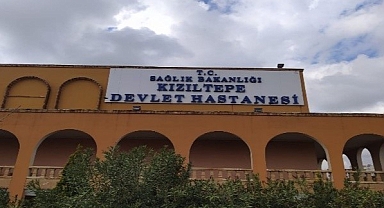 T.C.
SAĞLIK BAKANLIĞI
KIZILTEPE
DEVLET HASTANESİ